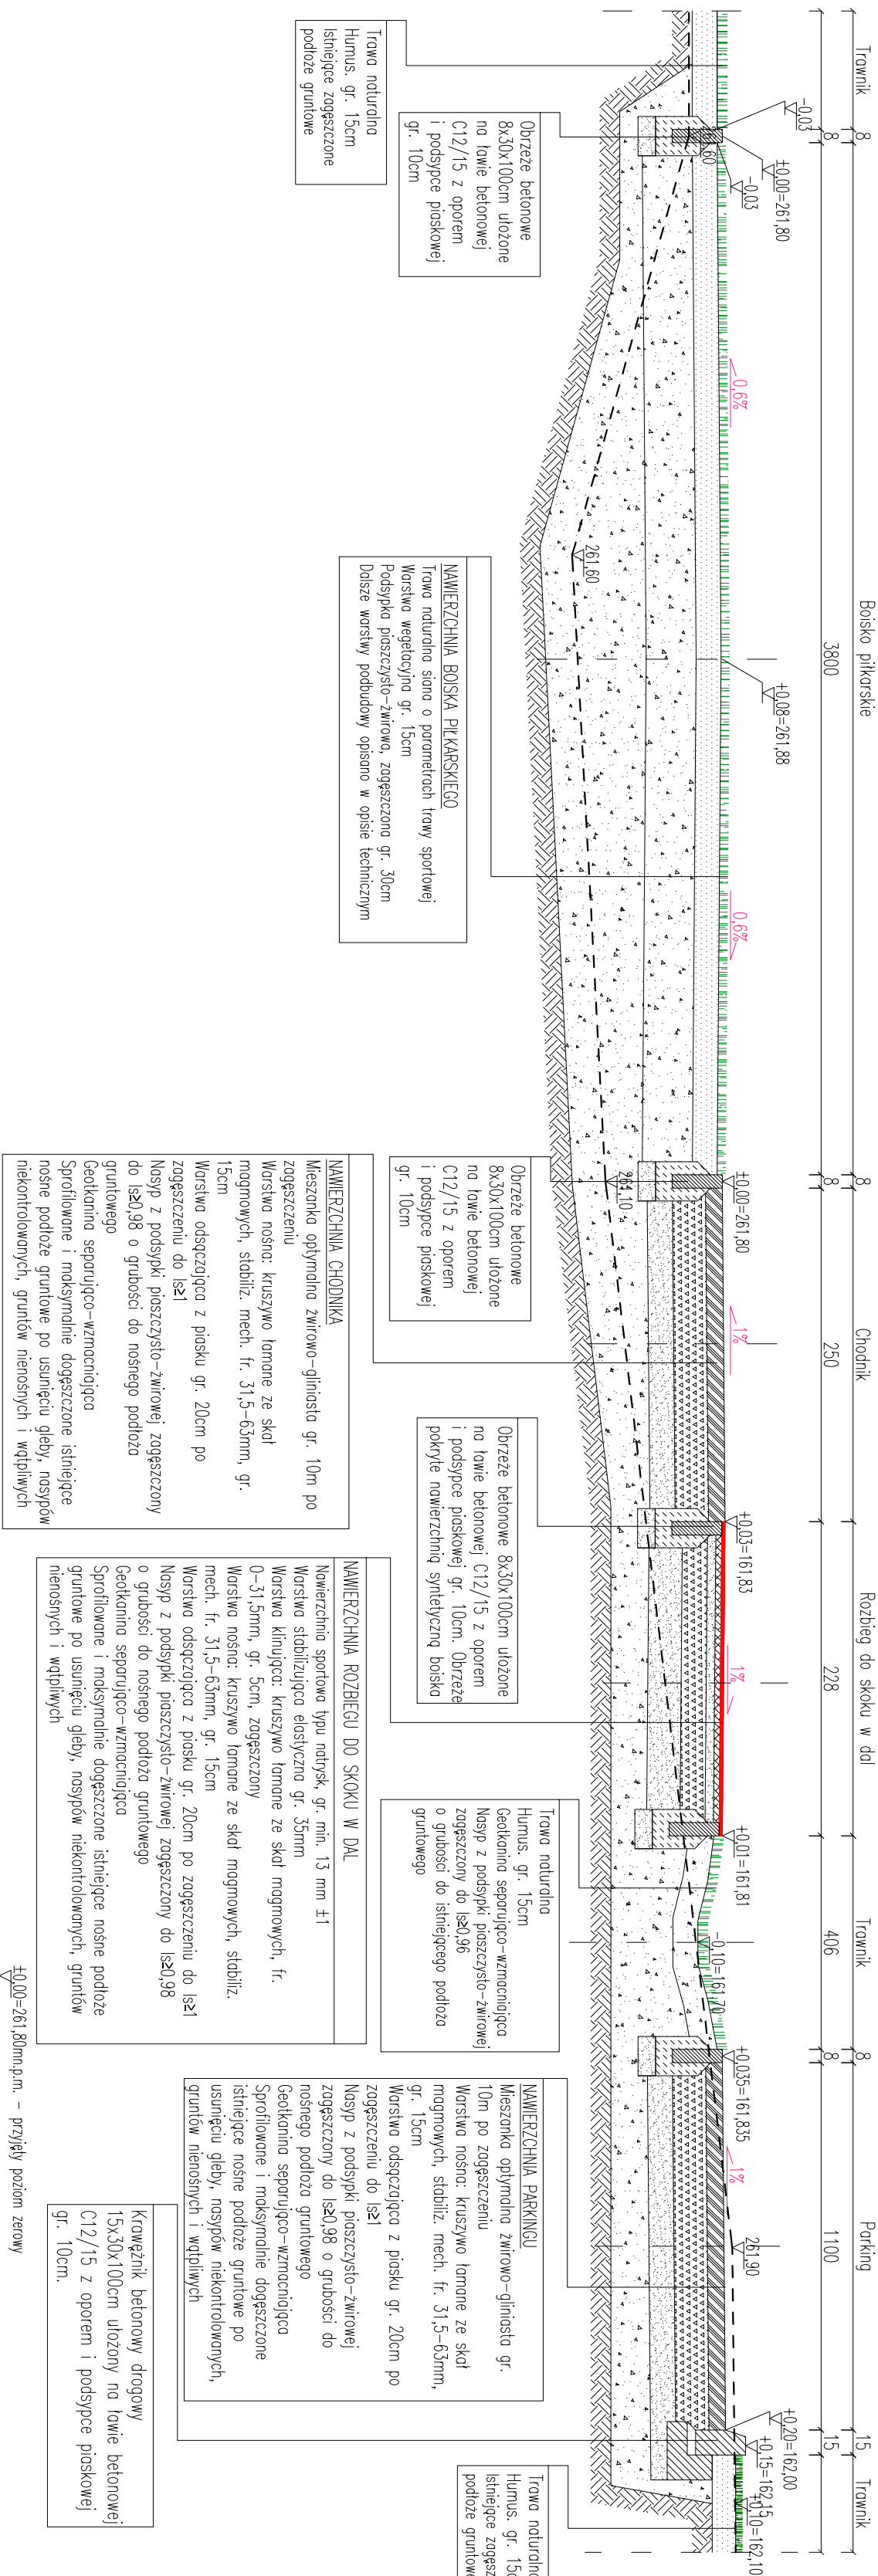 Trawnik
8
Boisko piłkarskie
3800
8
Chodnik
250
Rozbieg do skoku w dal
228
Trawnik
406
8
Parking
1100
15
Trawnik
8
8
8
15
-0,03
±0,00=261,80
-0,03
0,6%
+0,08=261,88
0,6%
±0,00=261,80
1%
+0,03=161,83
1%
+0,01=161,81
-0,10=161,70
+0,035=161,835
1%
261,90
+0,20=162,00
+0,15=162,15
+0,10=162,10
261,60
261,10
Trawa naturalna
Humus. gr. 15cm
Istniejące zagęszczone
podłoże gruntowe
Obrzeże betonowe
8x30x100cm ułożone
na ławie betonowej
C12/15 z oporem
i podsypce piaskowej
gr. 10cm
NAWIERZCHNIA BOISKA PIŁKARSKIEGO
Trawa naturalna siana o parametrach trawy sportowej
Warstwa wegetacyjna gr. 15cm
Podsypka piaszczysto-żwirowa, zagęszczona gr. 30cm
Dalsze warstwy podbudowy opisano w opisie technicznym
Obrzeże betonowe
8x30x100cm ułożone
na ławie betonowej
C12/15 z oporem
i podsypce piaskowej
gr. 10cm
NAWIERZCHNIA CHODNIKA
Mieszanka optymalna żwirowo-gliniasta gr. 10m po
zagęszczeniu
Warstwa nośna: kruszywo łamane ze skał
magmowych, stabiliz. mech. fr. 31,5-63mm, gr.
15cm
Warstwa odsączająca z piasku gr. 20cm po
zagęszczeniu do Is≥1
Nasyp z podsypki piaszczysto-żwirowej zagęszczony
do Is≥0,98 o grubości do nośnego podłoża
gruntowego
Geotkanina separująco-wzmacniająca
Sprofilowane i maksymalnie dogęszczone istniejące
nośne podłoże gruntowe po usunięciu gleby, nasypów
niekontrolowanych, gruntów nienośnych i wątpliwych
Obrzeże betonowe 8x30x100cm ułożone
na ławie betonowej C12/15 z oporem
i podsypce piaskowej gr. 10cm. Obrzeże
pokryte nawierzchnią syntetyczną boiska
NAWIERZCHNIA ROZBIEGU DO SKOKU W DAL
Nawierzchnia sportowa typu natrysk, gr. min. 13 mm ±1
Warstwa stabilizująca elastyczna gr. 35mm
Warstwa klinująca: kruszywo łamane ze skał magmowych, fr.
0-31,5mm, gr. 5cm, zagęszczony
Warstwa nośna: kruszywo łamane ze skał magmowych, stabiliz.
mech. fr. 31,5-63mm, gr. 15cm
Warstwa odsączająca z piasku gr. 20cm po zagęszczeniu do Is≥1
Nasyp z podsypki piaszczysto-żwirowej zagęszczony do Is≥0,98
o grubości do nośnego podłoża gruntowego
Geotkanina separująco-wzmacniająca
Sprofilowane i maksymalnie dogęszczone istniejące nośne podłoże
gruntowe po usunięciu gleby, nasypów niekontrolowanych, gruntów
nienośnych i wątpliwych
Trawa naturalna
Humus. gr. 15cm
Geotkanina separująco-wzmacniająca
Nasyp z podsypki piaszczysto-żwirowej
zagęszczony do Is≥0,96
o grubości do istniejącego podłoża
gruntowego
NAWIERZCHNIA PARKINGU
Mieszanka optymalna żwirowo-gliniasta gr.
10m po zagęszczeniu
Warstwa nośna: kruszywo łamane ze skał
magmowych, stabiliz. mech. fr. 31,5-63mm,
gr. 15cm
Warstwa odsączająca z piasku gr. 20cm po
zagęszczeniu do Is≥1
Nasyp z podsypki piaszczysto-żwirowej
zagęszczony do Is≥0,98 o grubości do
nośnego podłoża gruntowego
Geotkanina separująco-wzmacniająca
Sprofilowane i maksymalnie dogęszczone
istniejące nośne podłoże gruntowe po
usunięciu gleby, nasypów niekontrolowanych,
gruntów nienośnych i wątpliwych
Krawężnik betonowy drogowy
15x30x100cm ułożony na ławie betonowej
C12/15 z oporem i podsypce piaskowej
gr. 10cm.
Trawa naturalna
Humus. gr.
Istniejące
podłoże
±0,00=261,80mn.p.m. - przyjęty poziom zerowy